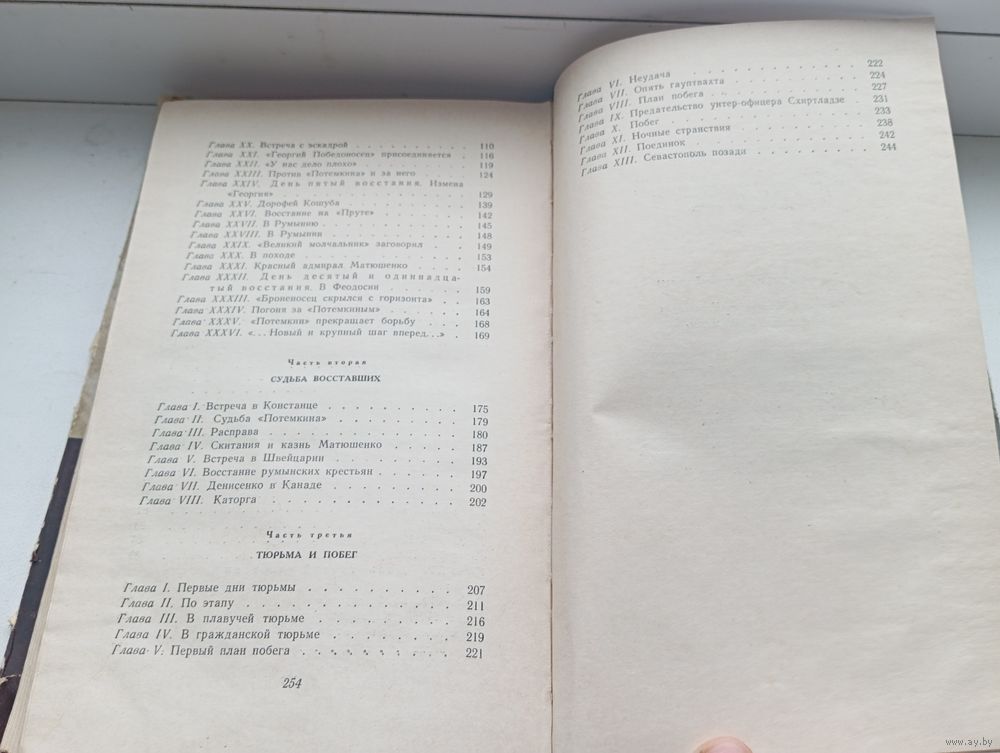 Глава XX. Встреча с эскадрой . . . . . . . . . . 110
Глава XXI. «Георгий Победоносец» присоединяется . 116
Глава XXII. «У нас дело плохо» . . . . . . . . . 119
Глава XXIII. Против «Потемкина» и за него . . . . 124
Глава XXIV. День пятый восстания. Измена
«Георгия» . . . . . . . . . . . . . 129
Глава XXV. Дорофей Кошуба . . . . . . . . . . 139
Глава XXVI. Восстание на «Пруте» . . . . . . . . 142
Глава XXVII. В Румынию . . . . . . . . . . . . 145
Глава XXVIII. В Румынии . . . . . . . . . . . . 148
Глава XXIX. «Великий молчальник» заговорил . . 149
Глава XXX. В походе . . . . . . . . . . . . . 153
Глава XXXI. Красный адмирал Матюшенко . . . . 154
Глава XXXII. День десятый и одиннадца-
тый восстания. В Феодосии . . . . . . 159
Глава XXXIII. «Броненосец скрылся с горизонта» . . 163
Глава XXXIV. Погоня за «Потемкиным» . . . . . . 164
Глава XXXV. «Потемкин» прекращает борьбу . . . 168
Глава XXXVI. «...Новый и крупный шаг вперед...» . 169
Часть вторая
СУДЬБА ВОССТАВШИХ
Глава I. Встреча в Констанце . . . . . . . . . . 175
Глава II. Судьба «Потемкина» . . . . . . . . . . 179
Глава III. Расправа . . . . . . . . . . . . . . 180
Глава IV. Скитания и казнь Матюшенко . . . . . 187
Глава V. Встреча в Швейцарии . . . . . . . . . 193
Глава VI. Восстание румынских крестьян . . . . . 197
Глава VII. Денисенко в Канаде . . . . . . . . . 200
Глава VIII. Каторга . . . . . . . . . . . . . . 202
Часть третья
ТЮРЬМА И ПОБЕГ
Глава I. Первые дни тюрьмы . . . . . . . . . . 207
Глава II. По этапу . . . . . . . . . . . . . . 211
Глава III. В плавучей тюрьме . . . . . . . . . . 216
Глава IV. В гражданской тюрьме . . . . . . . . 219
Глава V. Первый план побега . . . . . . . . . . 221
254
Глава VI. Неудача . . . . . . . . . . . . . . 222
Глава VII. Опять гауптвахта . . . . . . . . . . 224
Глава VIII. План побега . . . . . . . . . . . . 227
Глава IX. Предательство унтер-офицера Схиртладзе . 231
Глава X. Побег . . . . . . . . . . . . . . . 233
Глава XI. Ночные странствия . . . . . . . . . . 238
Глава XII. Поединок . . . . . . . . . . . . . 242
Глава XIII. Севастополь позади . . . . . . . . . 244
www.ay.by